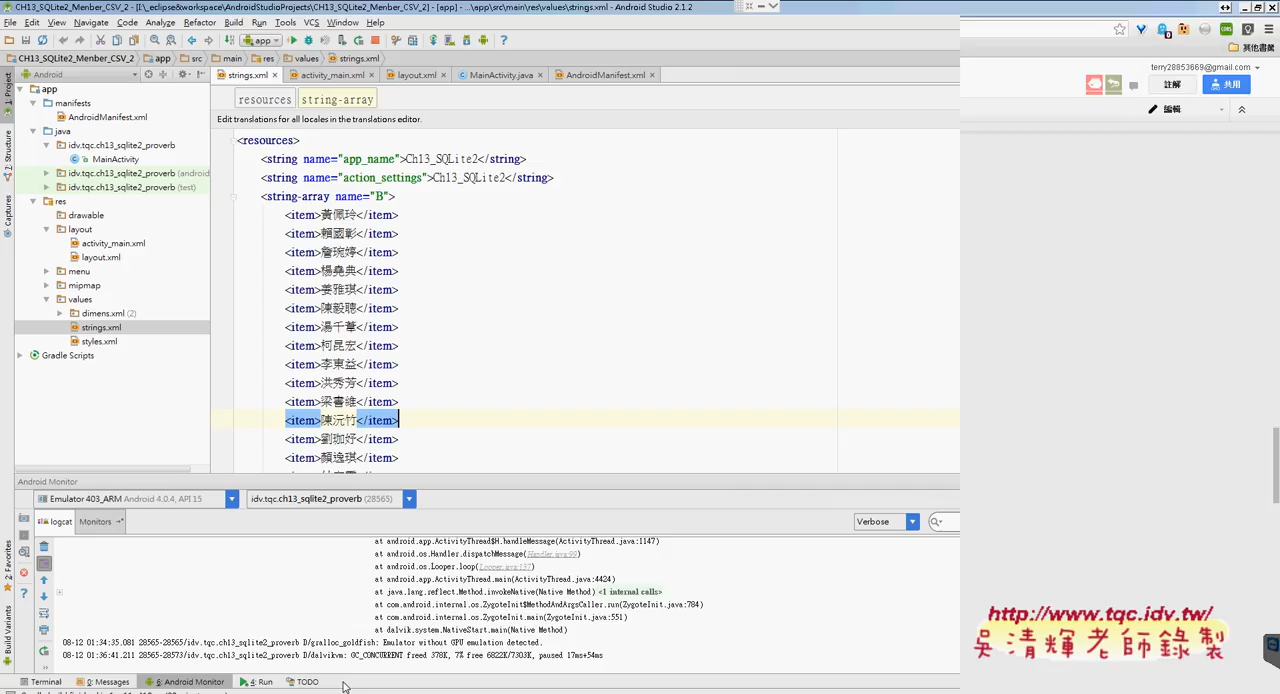 CH13_SQLite2_Menber_CSV_2 - [I:\_eclipse&workspace\AndroidStudioProjects\CH13_SQLite2_Menber_CSV_2] - [app] - ...\app\src\main\res\values\strings.xml - Android Studio 2.1.2
File Edit View Navigate Code Analyze Refactor Build Run Tools VCS Window Help
app
CH13_SQLite2_Menber_CSV_2 app src main res values strings.xml
Android
strings.xml activity_main.xml layout.xml MainActivity.java AndroidManifest.xml
1: Project
Structure
Captures
2: Favorites
Build Variants
app
manifests
AndroidManifest.xml
java
idv.tqc.ch13_sqlite2_proverb
MainActivity
idv.tqc.ch13_sqlite2_proverb (android
idv.tqc.ch13_sqlite2_proverb (test)
res
drawable
layout
activity_main.xml
layout.xml
menu
mipmap
values
dimens.xml (2)
strings.xml
styles.xml
Gradle Scripts
resources string-array
Edit translations for all locales in the translations editor.
<resources>
<string name="app_name">Ch13_SQLite2</string>
<string name="action_settings">Ch13_SQLite2</string>
<string-array name="B">
<item>黃佩玲</item>
<item>賴國彰</item>
<item>詹琬婷</item>
<item>楊堯典</item>
<item>姜雅琪</item>
<item>陳毅聰</item>
<item>湯千葦</item>
<item>柯昆宏</item>
<item>李東益</item>
<item>洪秀芳</item>
<item>梁書維</item>
<item>陳沅竹</item>
<item>劉珈妤</item>
<item>顏逸琪</item>
Android Monitor
Emulator 403_ARM Android 4.0.4, API 15 idv.tqc.ch13_sqlite2_proverb (28565)
logcat Monitors Verbose
at android.app.ActivityThread$H.handleMessage(ActivityThread.java:1147)
at android.os.Handler.dispatchMessage(Handler.java:99)
at android.os.Looper.loop(Looper.java:137)
at android.app.ActivityThread.main(ActivityThread.java:4424)
at java.lang.reflect.Method.invokeNative(Native Method) <1 internal calls>
at com.android.internal.os.ZygoteInit$MethodAndArgsCaller.run(ZygoteInit.java:784)
at com.android.internal.os.ZygoteInit.main(ZygoteInit.java:551)
at dalvik.system.NativeStart.main(Native Method)
08-12 01:34:35.081 28565-28565/idv.tqc.ch13_sqlite2_proverb D/gralloc_goldfish: Emulator without GPU emulation detected.
08-12 01:36:41.211 28565-28573/idv.tqc.ch13_sqlite2_proverb D/dalvikvm: GC_CONCURRENT freed 378K, 7% free 6822K/7303K, paused 17ms+54ms
Terminal 0: Messages 6: Android Monitor 4: Run TODO
其他書籤
terry28853669@gmail.com
註解 共用
編輯
http://www.tqc.idv.tw/
吳清輝老師錄製